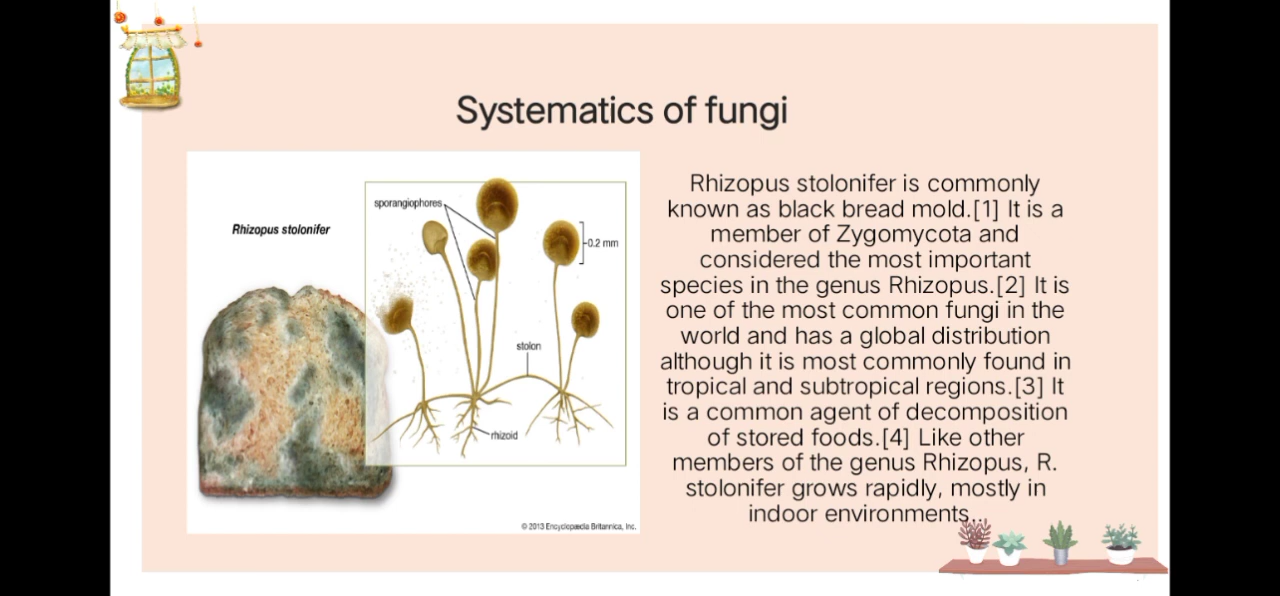 Systematics of fungi
Rhizopus stolonifer
sporangiophores
0.2 mm
stolon
rhizoid
© 2013 Encyclopædia Britannica, Inc.
Rhizopus stolonifer is commonly
known as black bread mold.[1] It is a
member of Zygomycota and
considered the most important
species in the genus Rhizopus.[2] It is
one of the most common fungi in the
world and has a global distribution
although it is most commonly found in
tropical and subtropical regions.[3] It
is a common agent of decomposition
of stored foods.[4] Like other
members of the genus Rhizopus, R.
stolonifer grows rapidly, mostly in
indoor environments...